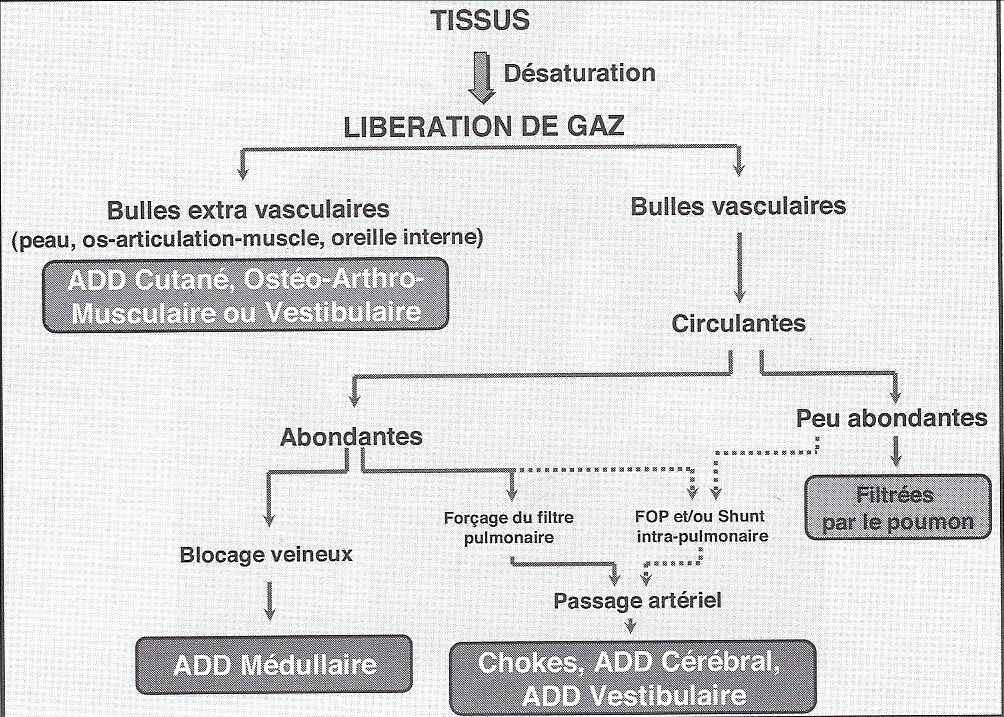 TISSUS
Désaturation
LIBERATION DE GAZ
Bulles extra vasculaires
(peau, os-articulation-muscle, oreille interne)
ADD Cutané, Ostéo-Arthro-
Musculaire ou Vestibulaire
Bulles vasculaires
Circulantes
Abondantes
Peu abondantes
Filtrées
par le poumon
Forçage du filtre
pulmonaire
FOP et/ou Shunt
intra-pulmonaire
Blocage veineux
Passage artériel
ADD Médullaire
Chokes, ADD Cérébral,
ADD Vestibulaire